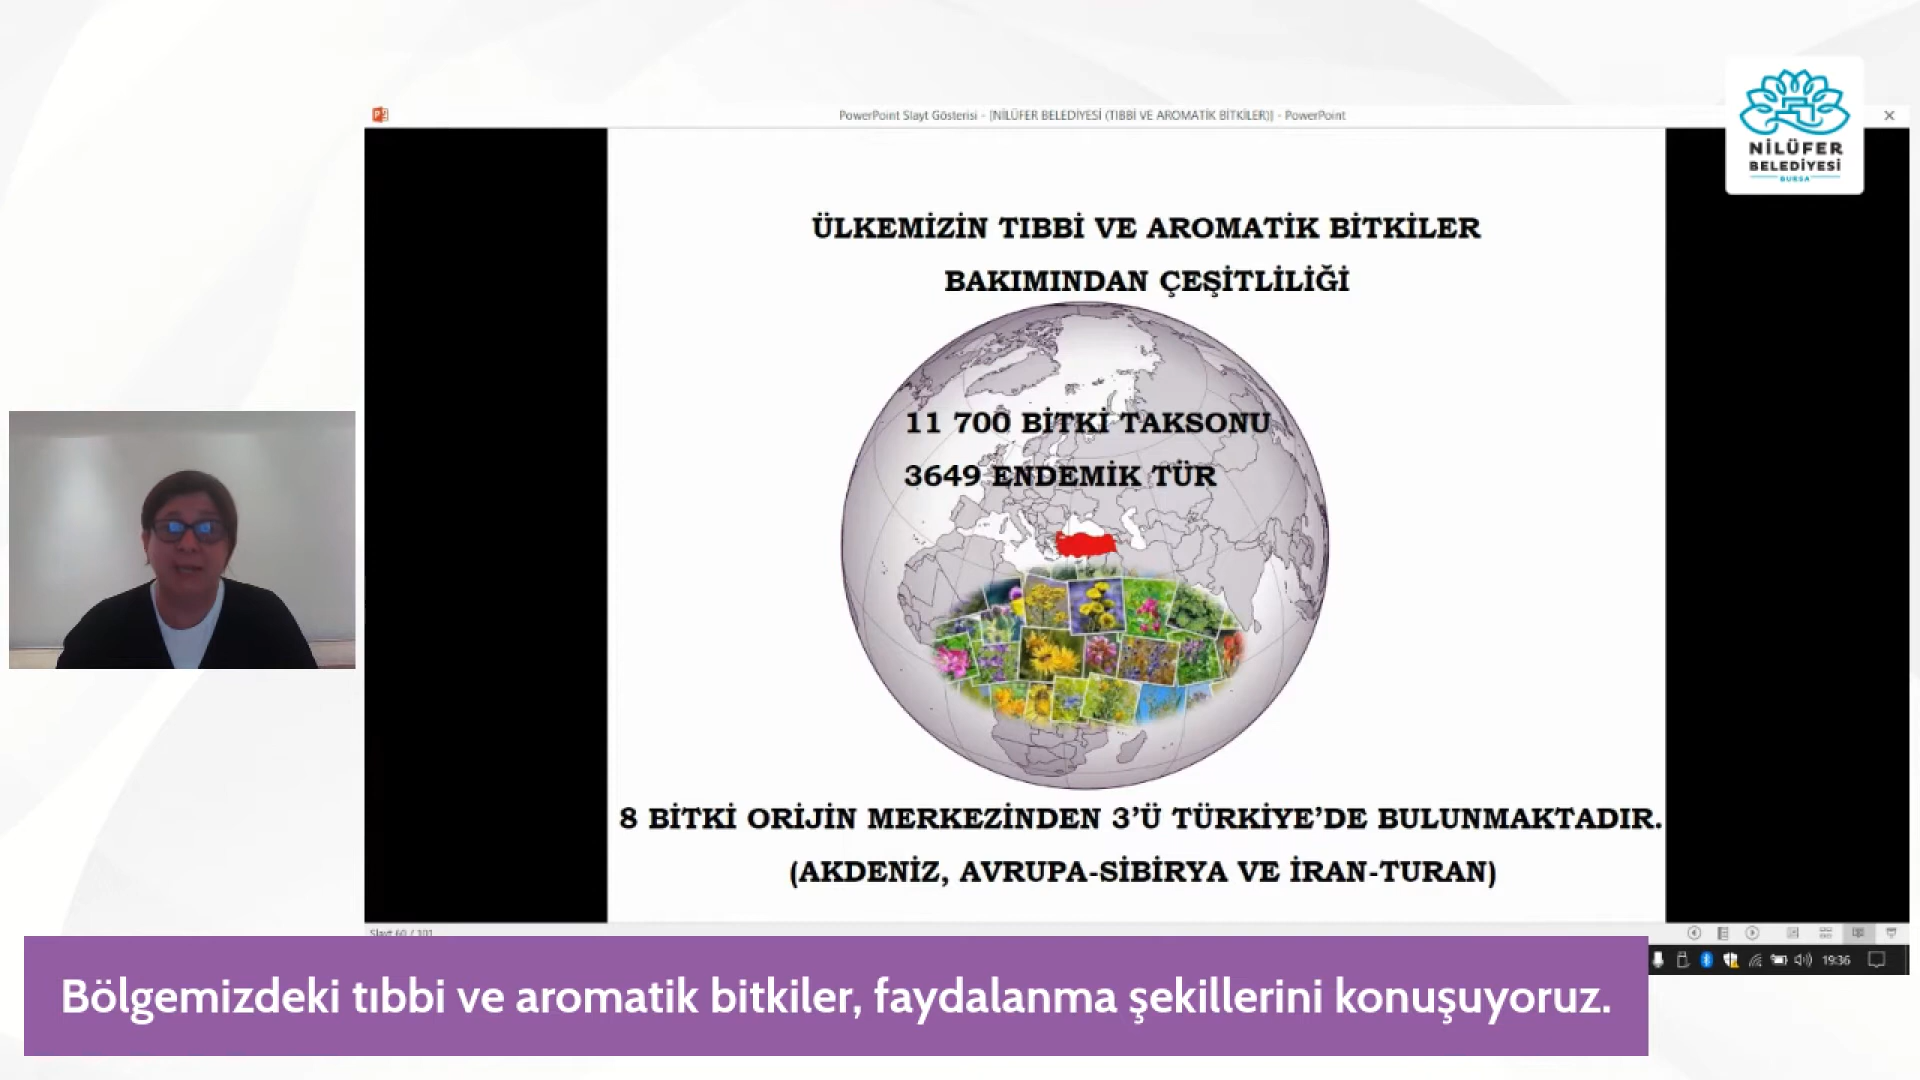 PowerPoint Slayt Gösterisi - [NİLÜFER BELEDİYESİ (TIBBİ VE AROMATİK BİTKİLER)] - PowerPoint
NİLÜFER
BELEDİYESİ
BURSA
ÜLKEMİZİN TIBBİ VE AROMATİK BİTKİLER
BAKIMINDAN ÇEŞİTLİLİĞİ
11 700 BİTKİ TAKSONU
3649 ENDEMİK TÜR
8 BİTKİ ORİJİN MERKEZİNDEN 3’Ü TÜRKİYE’DE BULUNMAKTADIR.
(AKDENİZ, AVRUPA-SİBİRYA VE İRAN-TURAN)
Slayt 60 / 101
19:36
Bölgemizdeki tıbbi ve aromatik bitkiler, faydalanma şekillerini konuşuyoruz.